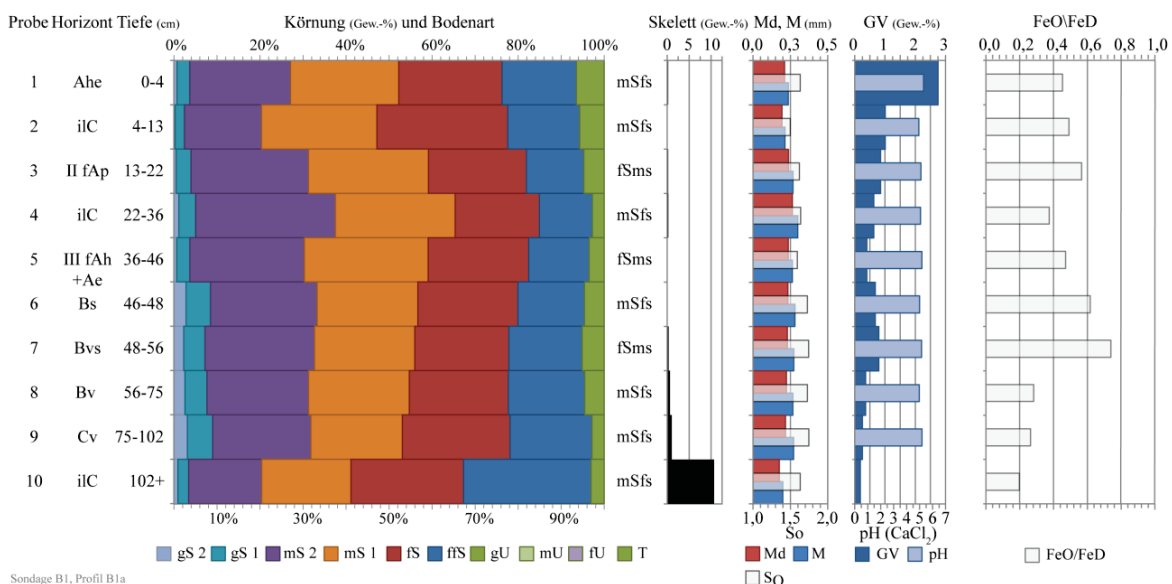 Probe Horizont Tiefe (cm) Körnung (Gew.-%) und Bodenart Skelett (Gew.-%) Md, M (mm) GV (Gew.-%) FeO\FeD
0% 20% 40% 60% 80% 100% 0 5 10 0,0 0,3 0,5 0 1 2 3 0,0 0,2 0,4 0,6 0,8 1,0
1 Ahe 0-4 mSfs
2 ilC 4-13 mSfs
3 II fAp 13-22 fSms
4 ilC 22-36 mSfs
5 III fAh 36-46 fSms
+Ae
6 Bs 46-48 mSfs
7 Bvs 48-56 fSms
8 Bv 56-75 mSfs
9 Cv 75-102 mSfs
10 ilC 102+ mSfs
10% 30% 50% 70% 90% 1,0 1,5 2,0 0 1 2 3 4 5 6 7
So pH (CaCl2)
gS 2 gS 1 mS 2 mS 1 fS ffS gU mU fU T Md M GV pH FeO/FeD
SO
Sondage B1, Profil B1a